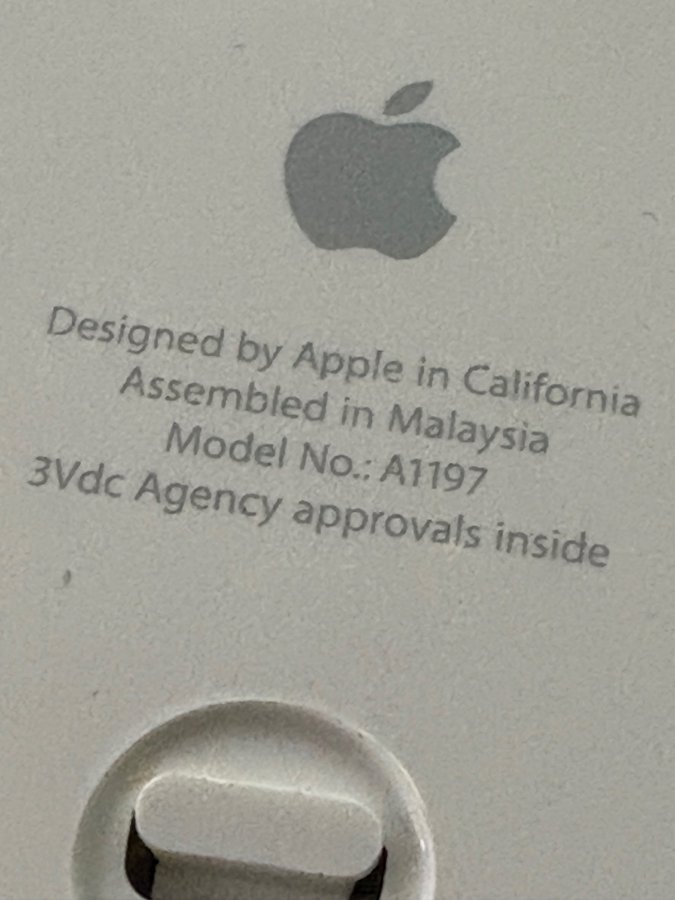 Designed by Apple in California
Assembled in Malaysia
Model No.: A1197
3Vdc Agency approvals inside